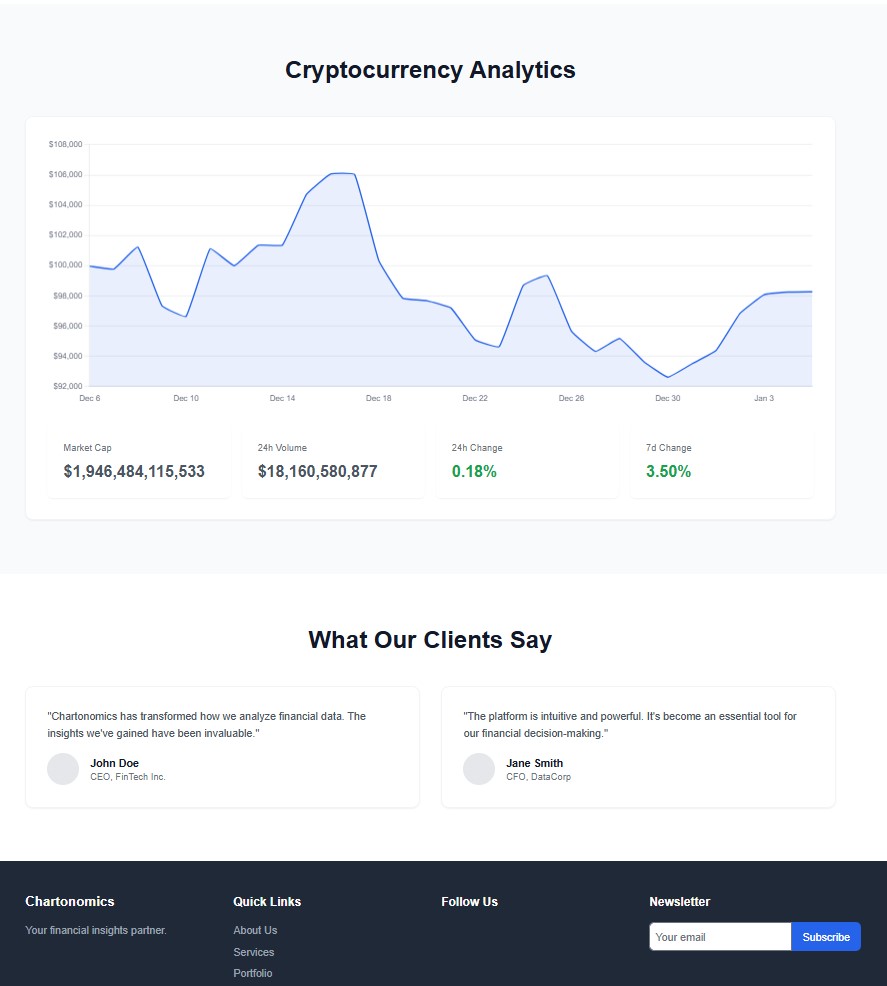 Cryptocurrency Analytics
$108,000
$106,000
$104,000
$102,000
$100,000
$98,000
$96,000
$94,000
$92,000
Dec 6 Dec 10 Dec 14 Dec 18 Dec 22 Dec 26 Dec 30 Jan 3
Market Cap
$1,946,484,115,533
24h Volume
$18,160,580,877
24h Change
0.18%
7d Change
3.50%
What Our Clients Say
"Chartonomics has transformed how we analyze financial data. The
insights we've gained have been invaluable."
John Doe
CEO, FinTech Inc.
"The platform is intuitive and powerful. It's become an essential tool for
our financial decision-making."
Jane Smith
CFO, DataCorp
Chartonomics
Your financial insights partner.
Quick Links
About Us
Services
Portfolio
Follow Us
Newsletter
Your email
Subscribe